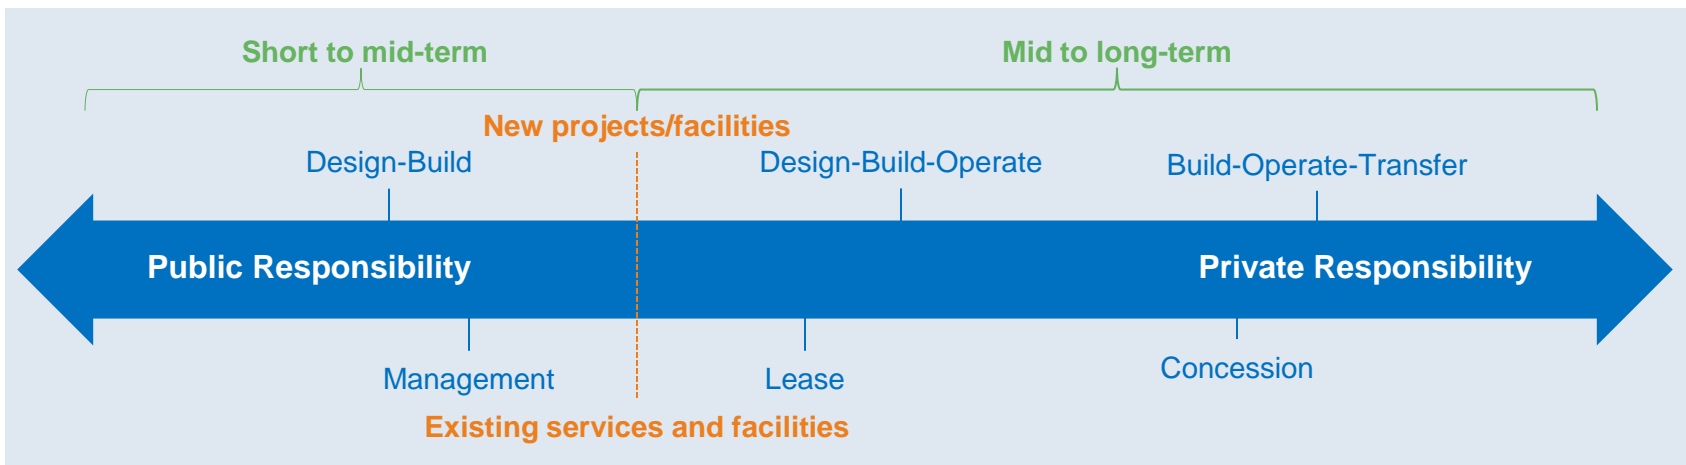 Short to mid-term
Mid to long-term
New projects/facilities
Design-Build
Design-Build-Operate
Build-Operate-Transfer
Public Responsibility
Private Responsibility
Management
Lease
Concession
Existing services and facilities